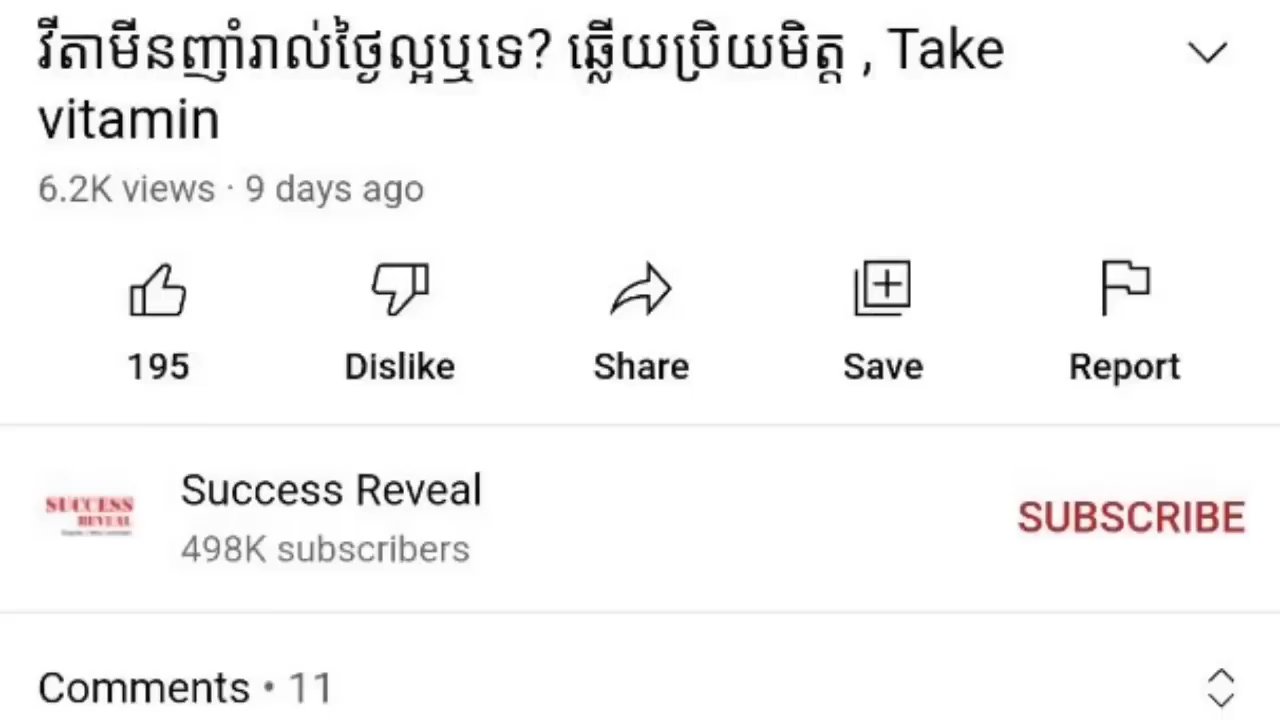 វីតាមីនញ៉ាំរាល់ថ្ងៃល្អឬទេ? ឆ្លើយប្រិយមិត្ត , Take
vitamin
6.2K views · 9 days ago
195
Dislike
Share
Save
Report
SUCCESS
REVEAL
Success Reveal
498K subscribers
SUBSCRIBE
Comments • 11